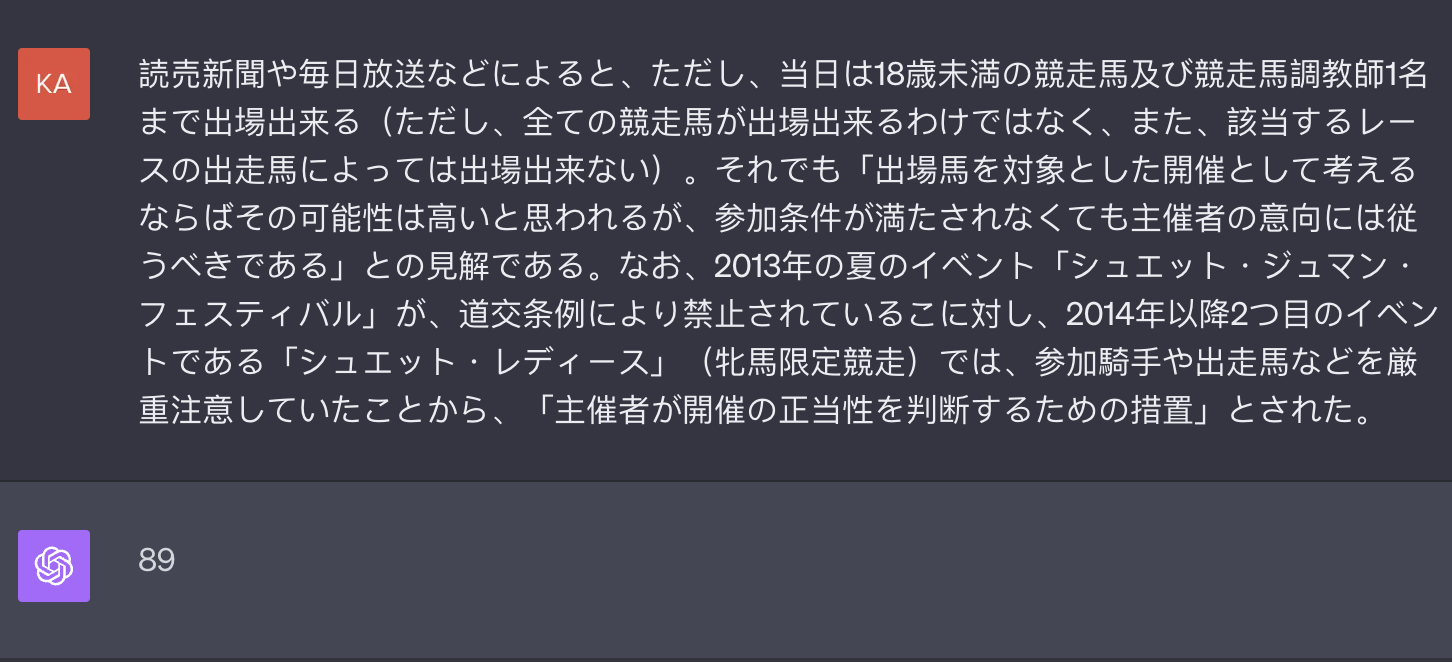 KA
読売新聞や毎日放送などによると、ただし、当日は18歳未満の競走馬及び競走馬調教師1名
まで出場出来る（ただし、全ての競走馬が出場出来るわけではなく、また、該当するレー
スの出走馬によっては出場出来ない）。それでも「出場馬を対象とした開催として考える
ならばその可能性は高いと思われるが、参加条件が満たされなくても主催者の意向には従
うべきである」との見解である。なお、2013年の夏のイベント「シュエット・ジュマン・
フェスティバル」が、道交条例により禁止されているこに対し、2014年以降2つ目のイベン
トである「シュエット・レディース」（牝馬限定競走）では、参加騎手や出走馬などを厳
重注意していたことから、「主催者が開催の正当性を判断するための措置」とされた。
89